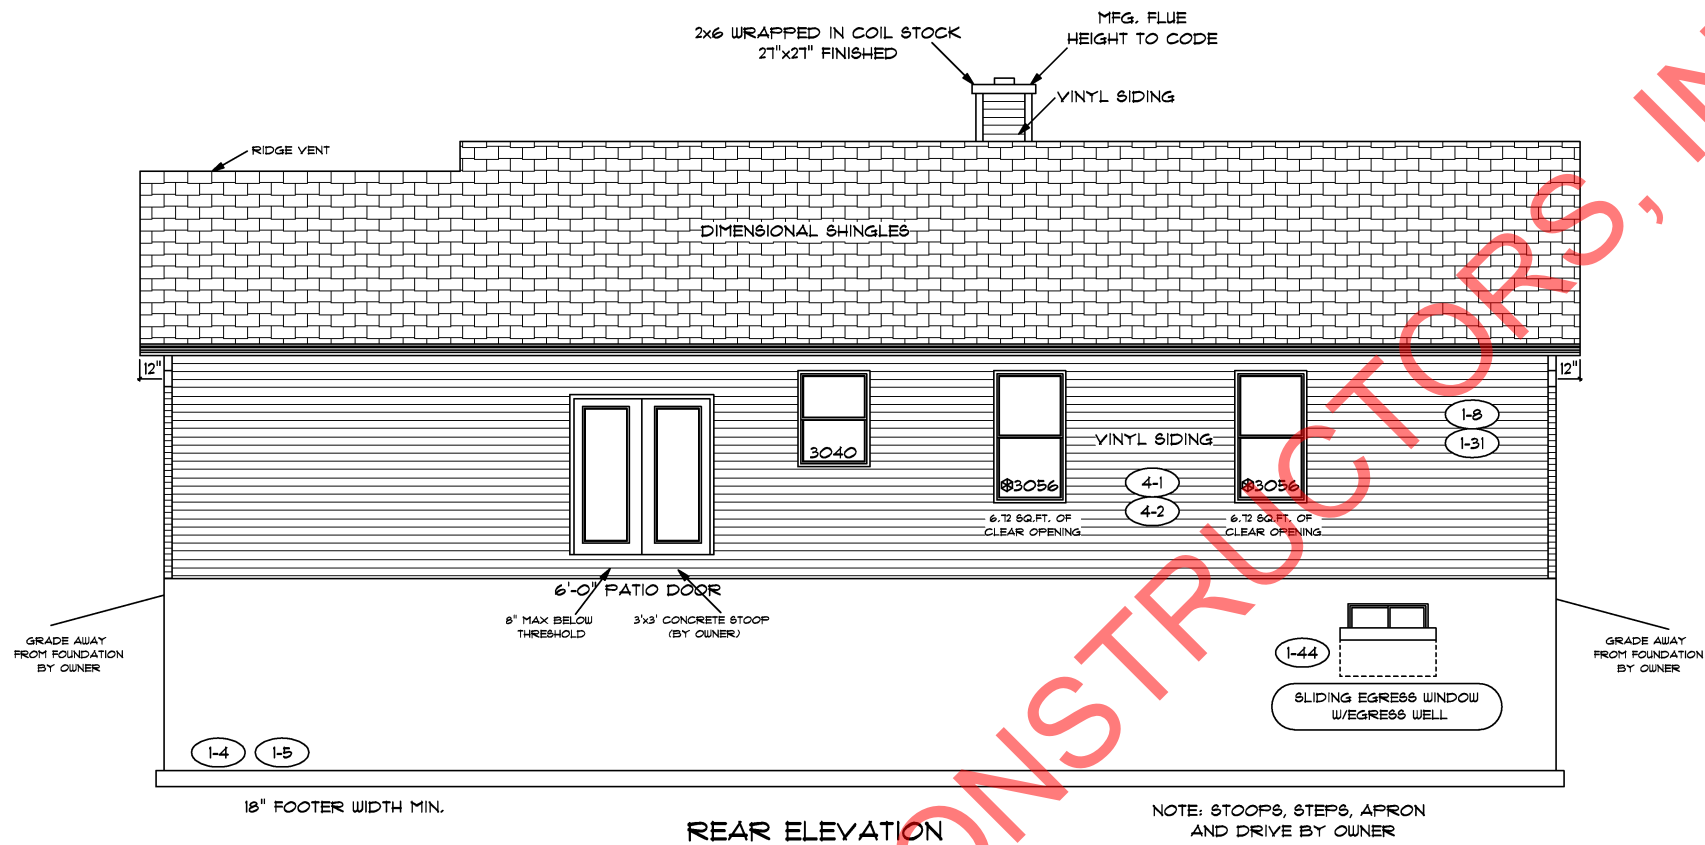 2x6 WRAPPED IN COIL STOCK
27"x27" FINISHED
MFG. FLUE
HEIGHT TO CODE
VINYL SIDING
RIDGE VENT
DIMENSIONAL SHINGLES
12"
12"
3040
VINYL SIDING
3056
3056
6.72 SQ.FT. OF
CLEAR OPENING
6.72 SQ.FT. OF
CLEAR OPENING
1-8
1-31
4-1
4-2
6'-0" PATIO DOOR
8" MAX BELOW
THRESHOLD
3'x3' CONCRETE STOOP
(BY OWNER)
GRADE AWAY
FROM FOUNDATION
BY OWNER
GRADE AWAY
FROM FOUNDATION
BY OWNER
1-44
SLIDING EGRESS WINDOW
W/EGRESS WELL
1-4
1-5
18" FOOTER WIDTH MIN.
REAR ELEVATION
NOTE: STOOPS, STEPS, APRON
AND DRIVE BY OWNER
ONSTRUCTORS, IN